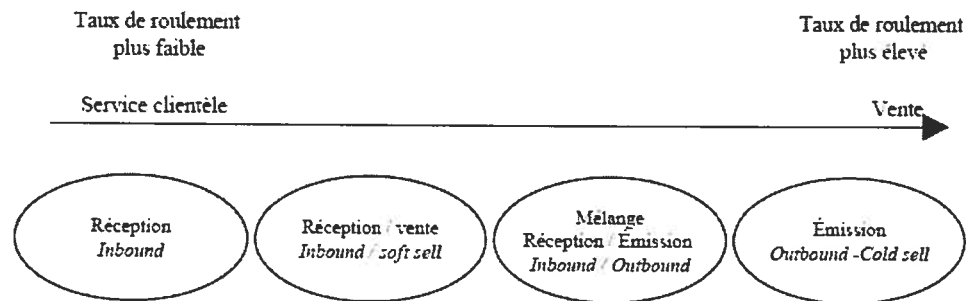 Taux de roulement
plus faible
Taux de roulement
plus élevé
Service clientèle
Vente
Réception
Inbound
Réception / vente
Inbound / soft sell
Mélange
Réception / Émission
Inbound / Outbound
Émission
Outbound -Cold sell